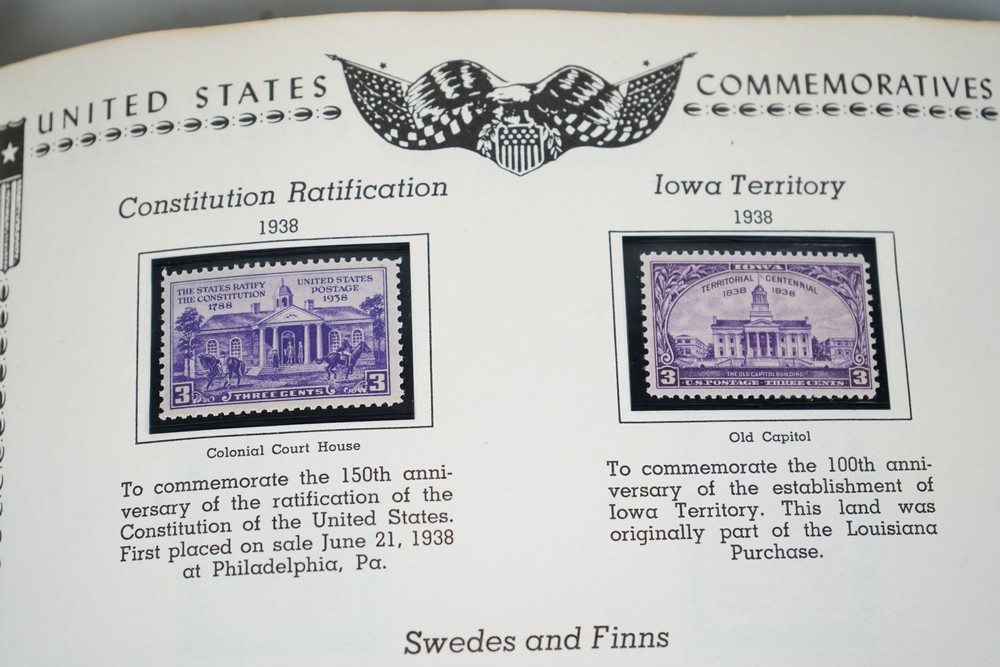 UNITED STATES COMMEMORATIVES
Constitution Ratification
1938
THE STATES RATIFY
THE CONSTITUTION
1788
UNITED STATES
POSTAGE
1938
3 THREE CENTS 3
Colonial Court House
To commemorate the 150th anni-
versary of the ratification of the
Constitution of the United States.
First placed on sale June 21, 1938
at Philadelphia, Pa.
Iowa Territory
1938
IOWA
TERRITORIAL CENTENNIAL
1838 1938
THE OLD CAPITOL BUILDING
3 U.S. POSTAGE · THREE CENTS 3
Old Capitol
To commemorate the 100th anni-
versary of the establishment of
Iowa Territory. This land was
originally part of the Louisiana
Purchase.
Swedes and Finns